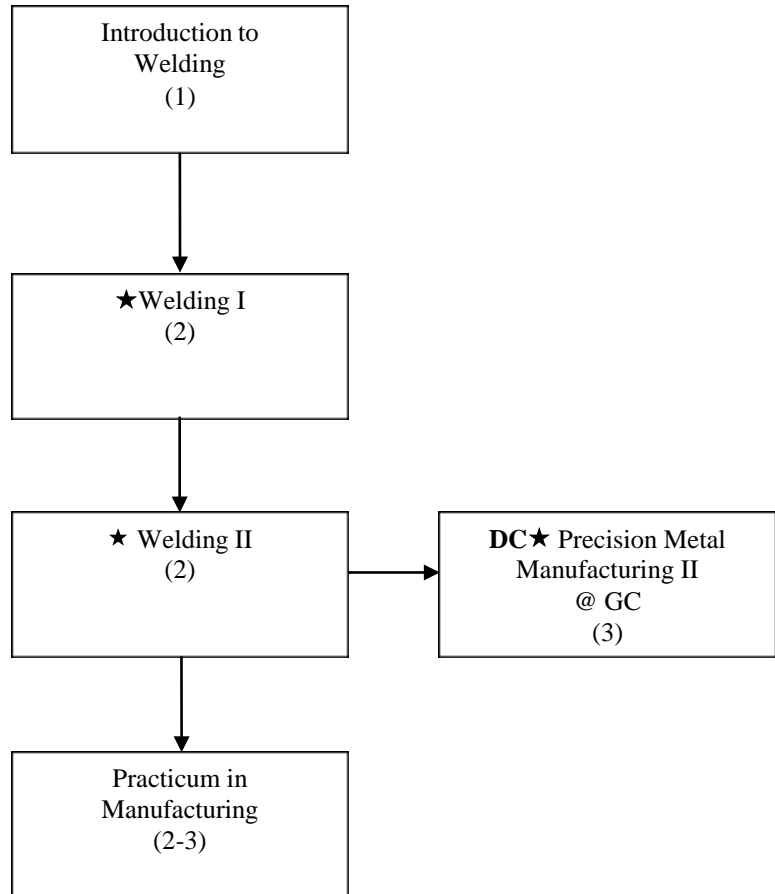 Introduction to
Welding
(1)
★Welding I
(2)
★ Welding II
(2)
DC★ Precision Metal
Manufacturing II
@ GC
(3)
Practicum in
Manufacturing
(2-3)